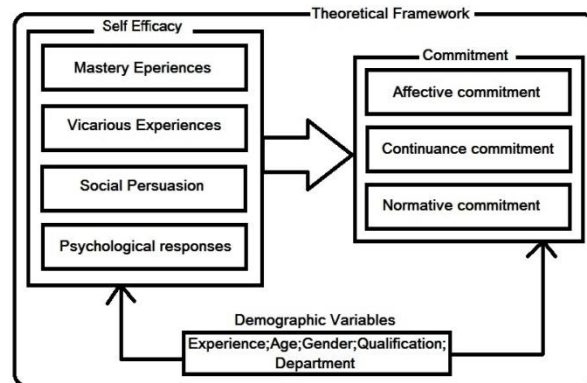 Theoretical Framework
Self Efficacy
Mastery Eperiences
Vicarious Experiences
Social Persuasion
Psychological responses
Commitment
Affective commitment
Continuance commitment
Normative commitment
Demographic Variables
Experience;Age;Gender;Qualification;
Department